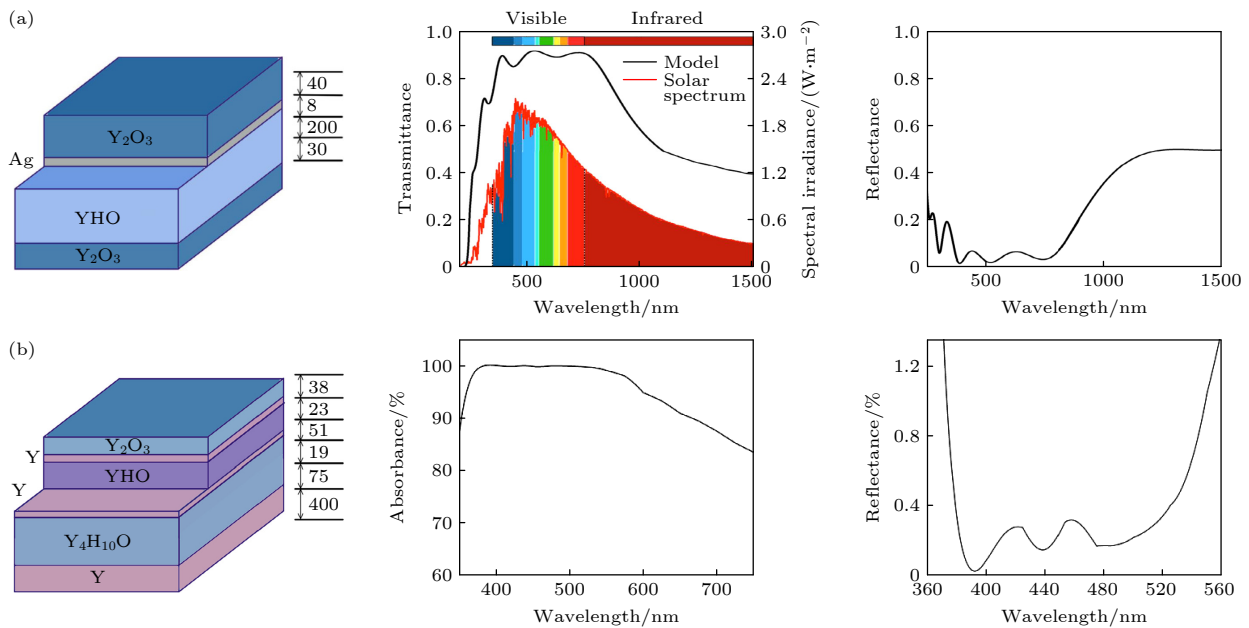 (a)
40
8
200
30
Y₂O₃
Ag
YHO
Y₂O₃
Visible
Infrared
Model
Solar
spectrum
Transmittance
1.0
0.8
0.6
0.4
0.2
0
3.0
2.4
1.8
1.2
0.6
0
Spectral irradiance/(W·m⁻²)
500
1000
1500
Wavelength/nm
Reflectance
1.0
0.8
0.6
0.4
0.2
0
500
1000
1500
Wavelength/nm
(b)
38
23
51
19
75
400
Y₂O₃
Y
YHO
Y
Y₄H₁₀O
Y
Absorbance/%
100
90
80
70
60
400
500
600
700
Wavelength/nm
Reflectance/%
1.2
0.8
0.4
0
360
400
440
480
520
560
Wavelength/nm